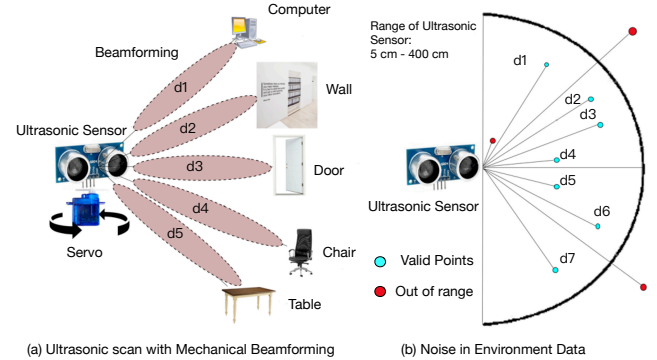 Computer
Beamforming
d1
Wall
d2
Ultrasonic Sensor
d3
Door
d4
d5
Chair
Servo
Table
(a) Ultrasonic scan with Mechanical Beamforming
Range of Ultrasonic
Sensor:
5 cm - 400 cm
d1
d2
d3
d4
d5
Ultrasonic Sensor
d6
Valid Points
d7
Out of range
(b) Noise in Environment Data